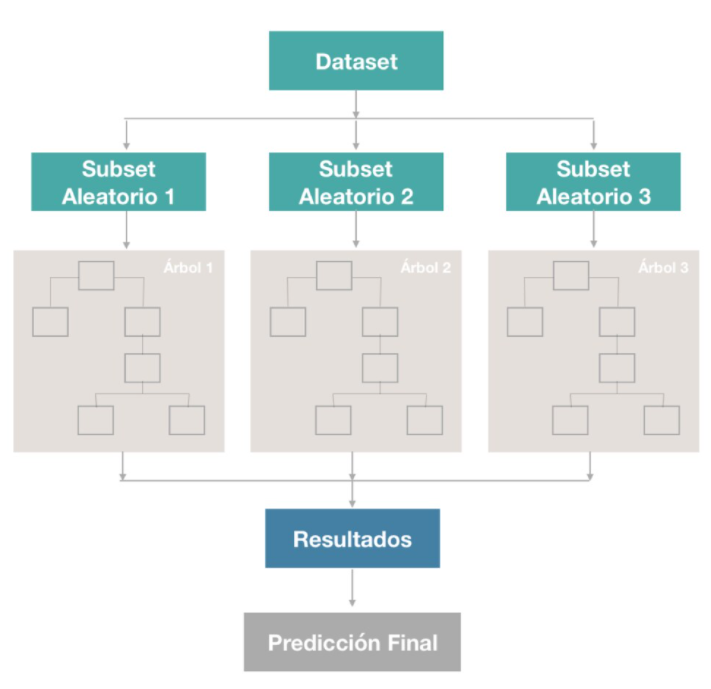 Dataset
Subset
Aleatorio 1
Subset
Aleatorio 2
Subset
Aleatorio 3
Árbol 1
Árbol 2
Árbol 3
Resultados
Predicción Final